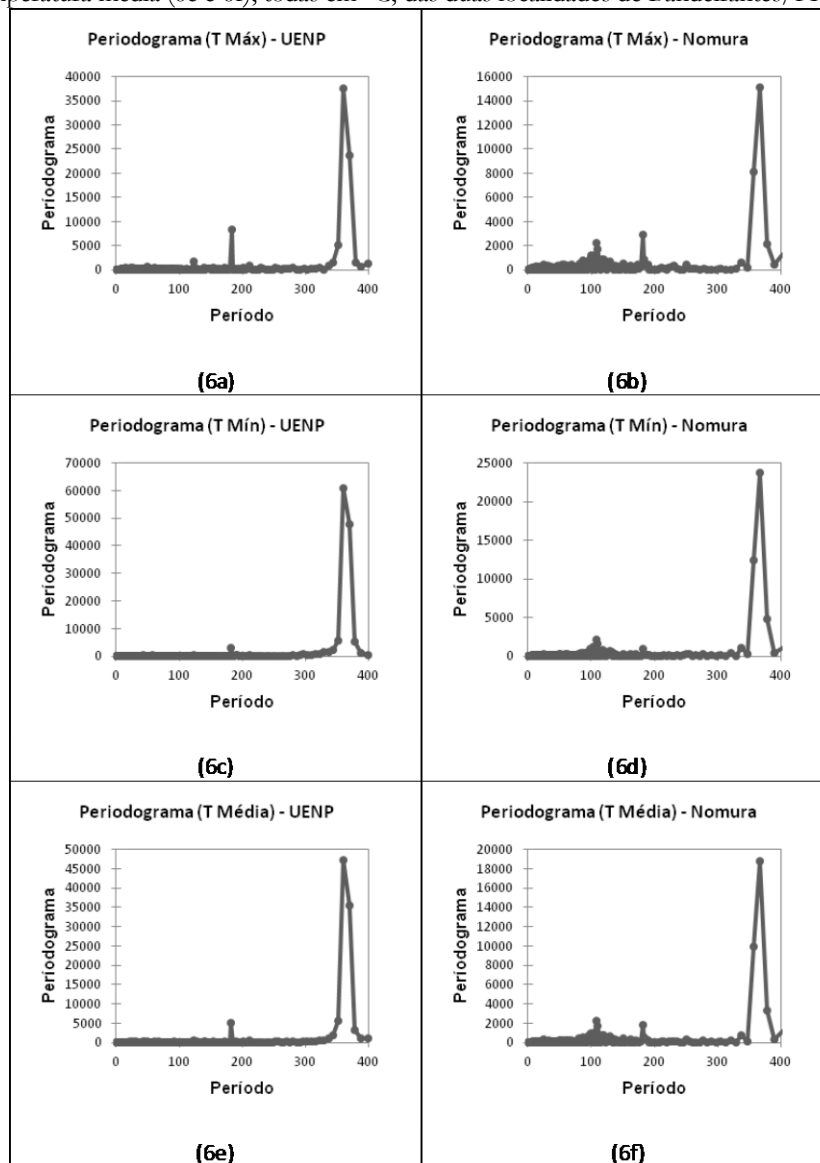 média todas em das duas localidades de
Periodograma (T Máx) - UENP
Periodograma
40000
35000
30000
25000
20000
15000
10000
5000
0
0 100 200 300 400
Período
(6a)
Periodograma (T Máx) - Nomura
Periodograma
16000
14000
12000
10000
8000
6000
4000
2000
0
0 100 200 300 400
Período
(6b)
Periodograma (T Mín) - UENP
Periodograma
70000
60000
50000
40000
30000
20000
10000
0
0 100 200 300 400
Período
(6c)
Periodograma (T Mín) - Nomura
Periodograma
25000
20000
15000
10000
5000
0
0 100 200 300 400
Período
(6d)
Periodograma (T Média) - UENP
Periodograma
50000
45000
40000
35000
30000
25000
20000
15000
10000
5000
0
0 100 200 300 400
Período
(6e)
Periodograma (T Média) - Nomura
Periodograma
20000
18000
16000
14000
12000
10000
8000
6000
4000
2000
0
0 100 200 300 400
Período
(6f)